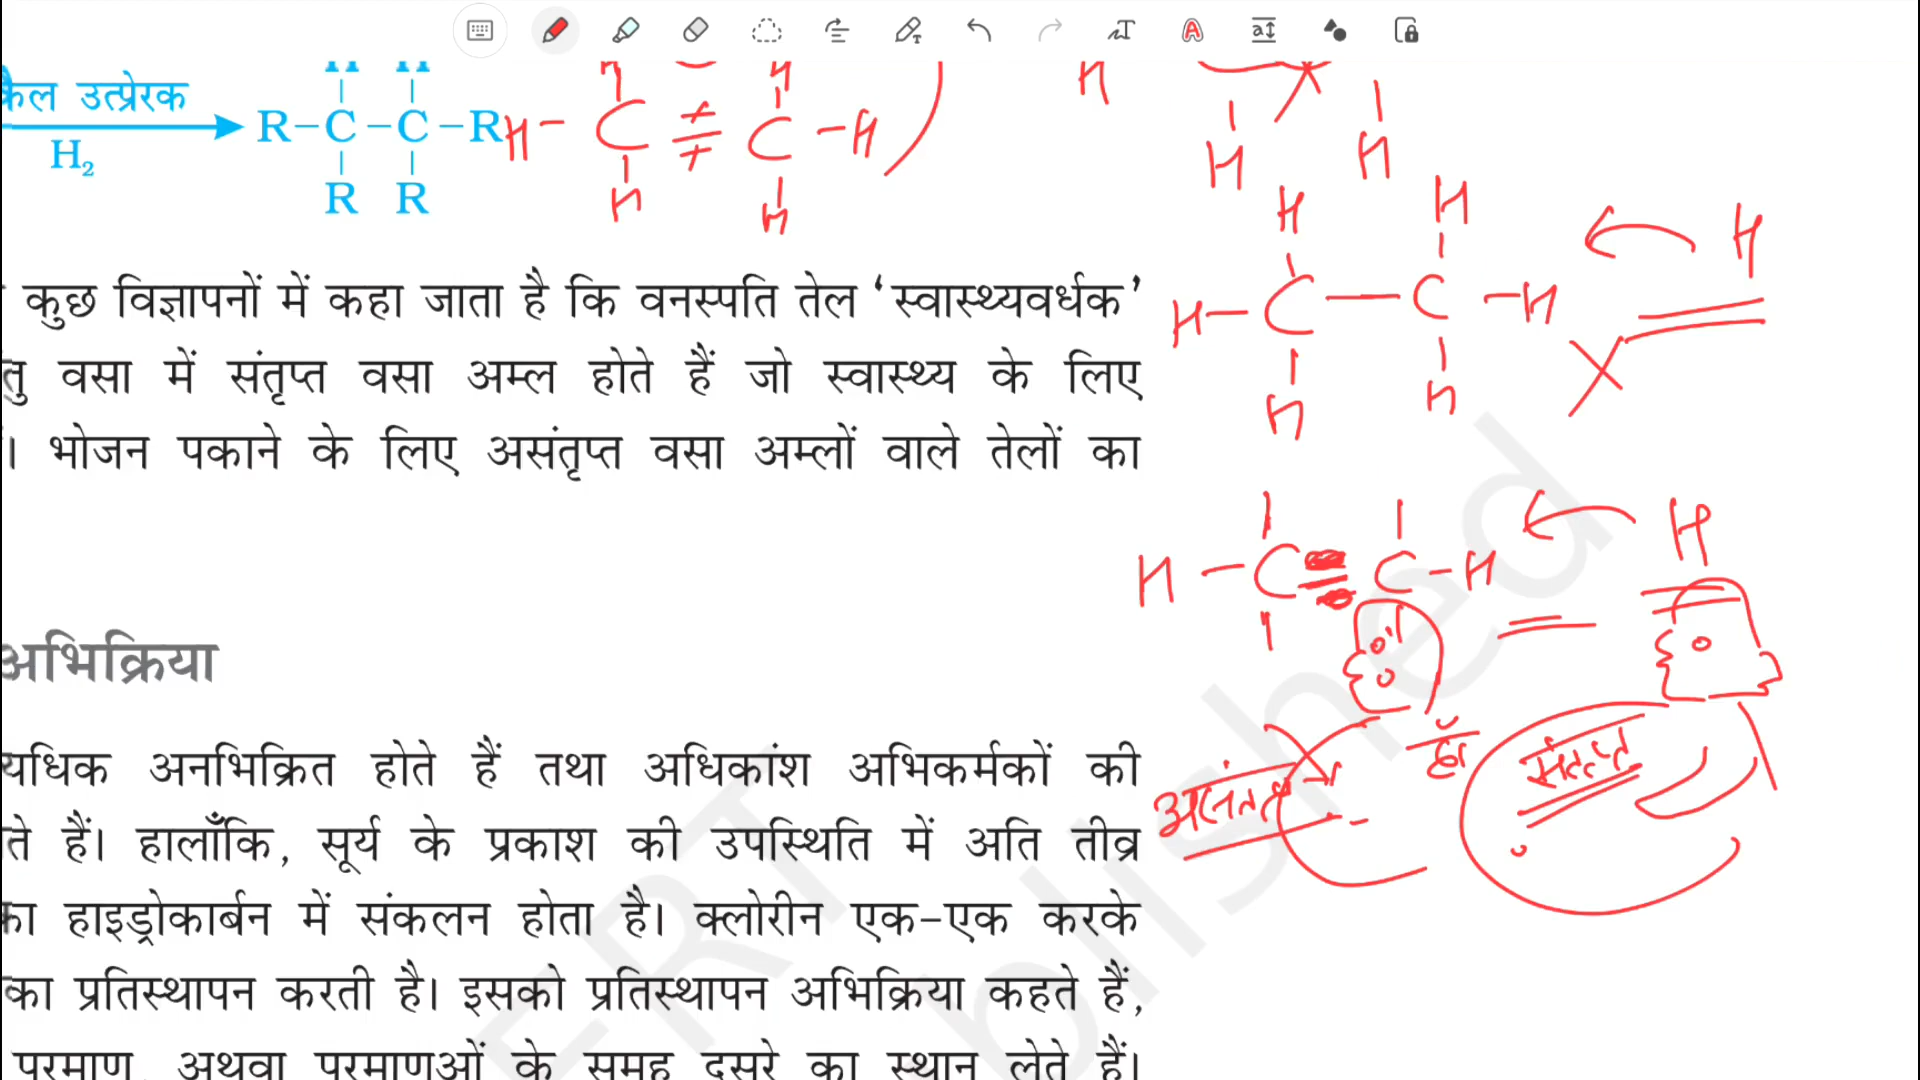 कैल उत्प्रेरक
H₂
H H
R–C–C–R
R R
H H
H–C=C–H
H H
H
H H
H H
H–C—C–H
H H
H
H–C≡C–H
H
कुछ विज्ञापनों में कहा जाता है कि वनस्पति तेल ‘स्वास्थ्यवर्धक’
तु वसा में संतृप्त वसा अम्ल होते हैं जो स्वास्थ्य के लिए
। भोजन पकाने के लिए असंतृप्त वसा अम्लों वाले तेलों का
हाँ
संतृप्त
अभिक्रिया
यधिक अनभिक्रित होते हैं तथा अधिकांश अभिकर्मकों की
ते हैं। हालाँकि, सूर्य के प्रकाश की उपस्थिति में अति तीव्र
का हाइड्रोकार्बन में संकलन होता है। क्लोरीन एक-एक करके
का प्रतिस्थापन करती है। इसको प्रतिस्थापन अभिक्रिया कहते हैं,
परमाणु अथवा परमाणुओं के समूह दूसरे का स्थान लेते हैं।